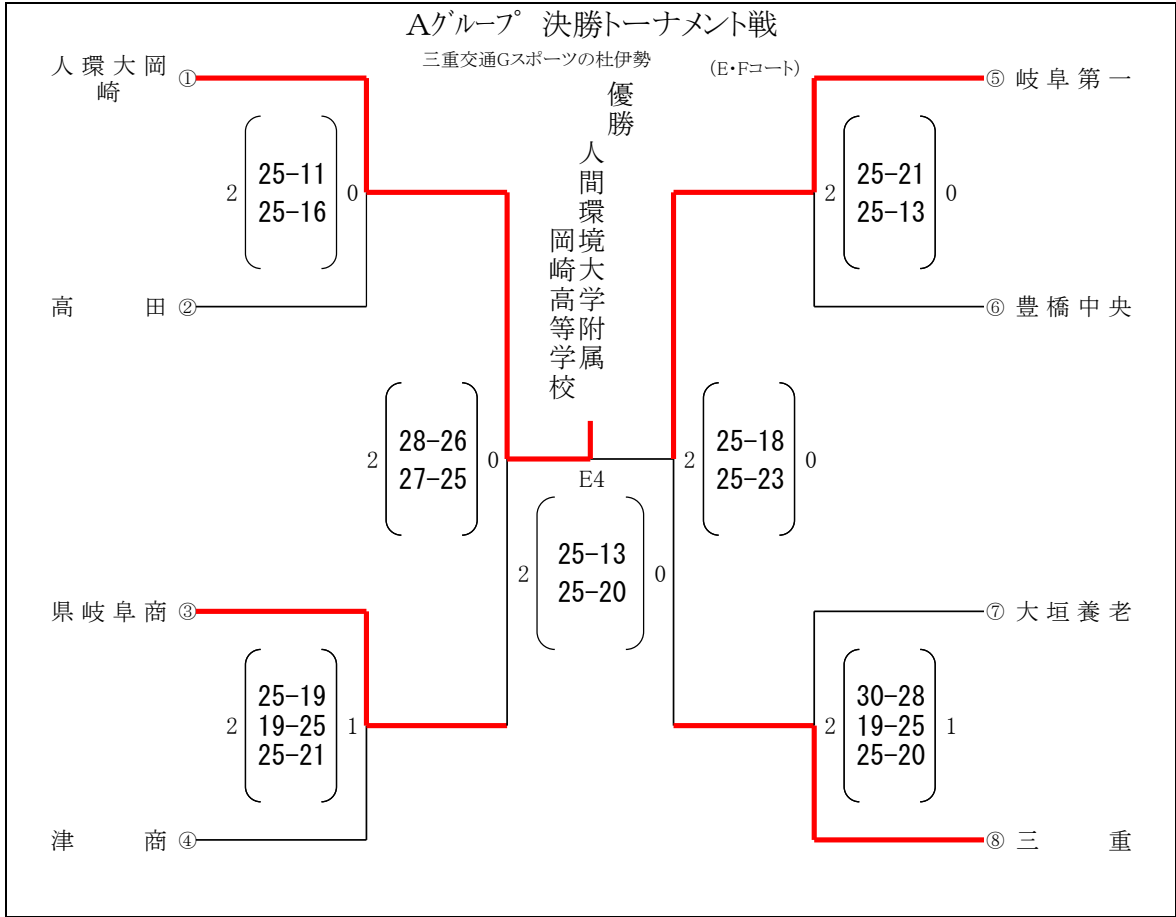 Aグループ 決勝トーナメント戦
三重交通Gスポーツの杜伊勢
(E・Fコート)
優勝
人間環境大学附属
岡崎高等学校
人環大岡崎 ①
2 25-11 0
25-16
高田 ②
⑤ 岐阜第一
2 25-21 0
25-13
⑥ 豊橋中央
2 28-26 0
27-25
2 25-18 0
25-23
E4
2 25-13 0
25-20
県岐阜商 ③
25-19
2 19-25 1
25-21
津商 ④
⑦ 大垣養老
30-28
2 19-25 1
25-20
⑧ 三重